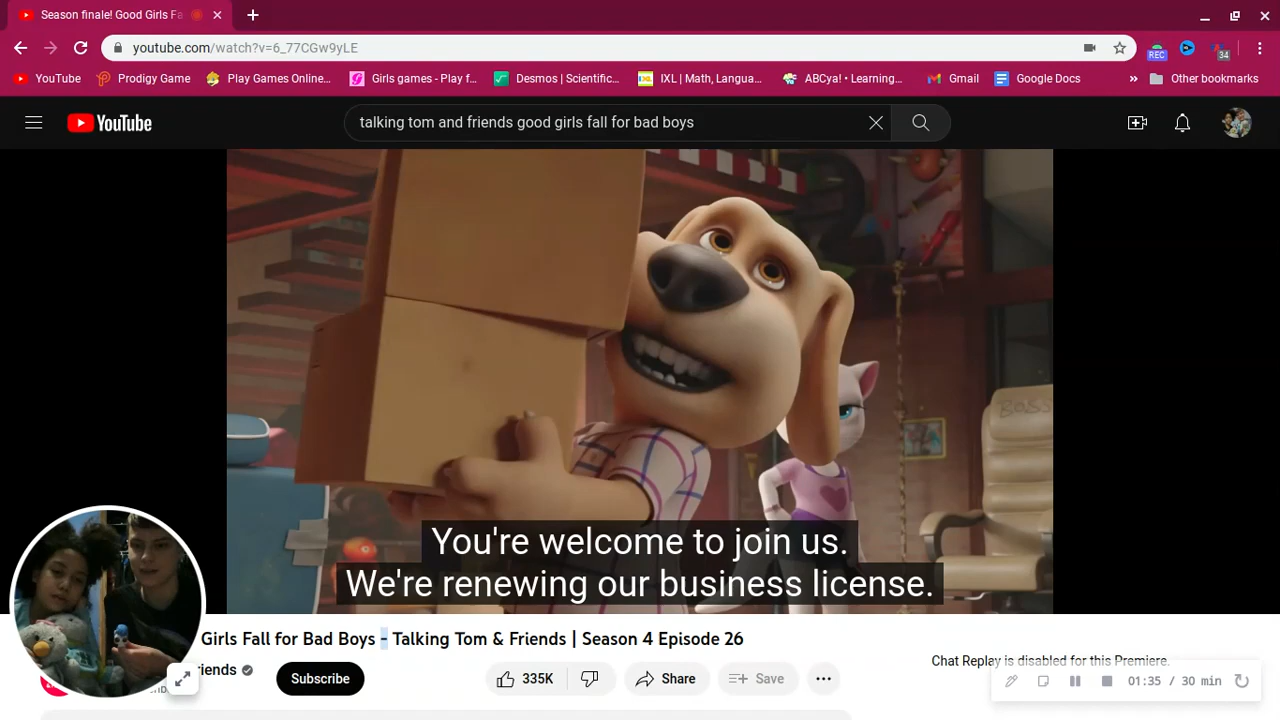 Season finale! Good Girls Fa
youtube.com/watch?v=6_77CGw9yLE
REC
34
YouTube
Prodigy Game
Play Games Online...
Girls games - Play f...
Desmos | Scientific...
IXL | Math, Langua...
ABCya! • Learning...
Gmail
Google Docs
»
Other bookmarks
YouTube
talking tom and friends good girls fall for bad boys
BOSS
You're welcome to join us.
We're renewing our business license.
Girls Fall for Bad Boys - Talking Tom & Friends | Season 4 Episode 26
riends
Subscribe
335K
Share
Save
Chat Replay is disabled for this Premiere.
01:35 / 30 min